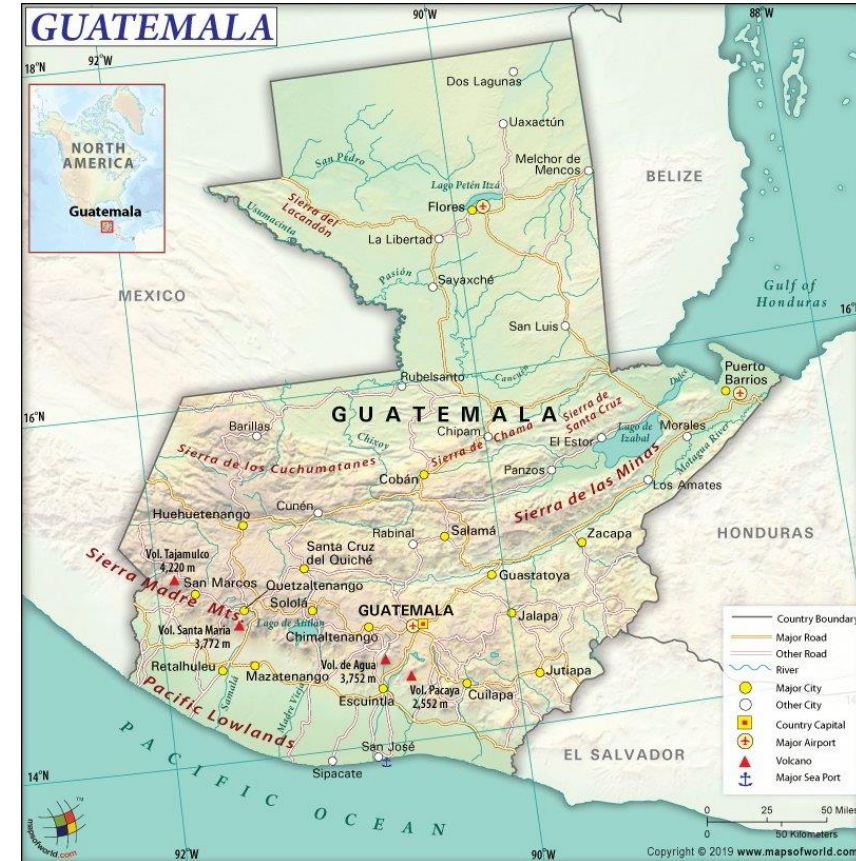 GUATEMALA
90°W
88°W
92°W
18°N
NORTH
AMERICA
Guatemala
Dos Lagunas
Uaxactún
San Pedro
Melchor de
Mencos
BELIZE
Lago Petén Itzá
Flores
Sierra del
Lacandón
Usumacinta
La Libertad
Pasión
Sayaxché
MEXICO
Gulf of
Honduras
16°N
San Luis
Cancuén
Rubelsanto
Dulce
Puerto
Barrios
16°N
GUATEMALA
Sierra de
Santa Cruz
Barillas
Chixoy
Chipam
Sierra de Chamá
El Estor
Lago de
Izabal
Morales
Motagua River
Sierra de los Cuchumatanes
Cobán
Panzos
Sierra de las Minas
Los Amates
Cunén
Huehuetenango
Rabinal
Salamá
Zacapa
HONDURAS
Vol. Tajamulco
4,220 m
Santa Cruz
del Quiché
Guastatoya
Sierra Madre Mts.
San Marcos
Quetzaltenango
Sololá
GUATEMALA
Jalapa
Lago de Atitlán
Chimaltenango
Vol. Santa Maria
3,772 m
Retalhuleu
Mazatenango
Vol. de Agua
3,752 m
Vol. Pacaya
2,552 m
Jutiapa
Cuilapa
Samalá
Madre Vieja
Escuintla
Pacific Lowlands
San José
Sipacate
EL SALVADOR
PACIFIC OCEAN
14°N
92°W
90°W
Country Boundary
Major Road
Other Road
River
Major City
Other City
Country Capital
Major Airport
Volcano
Major Sea Port
0 25 50 Miles
0 50 Kilometers
mapsofworld.com
TM
Copyright © 2019 www.mapsofworld.com